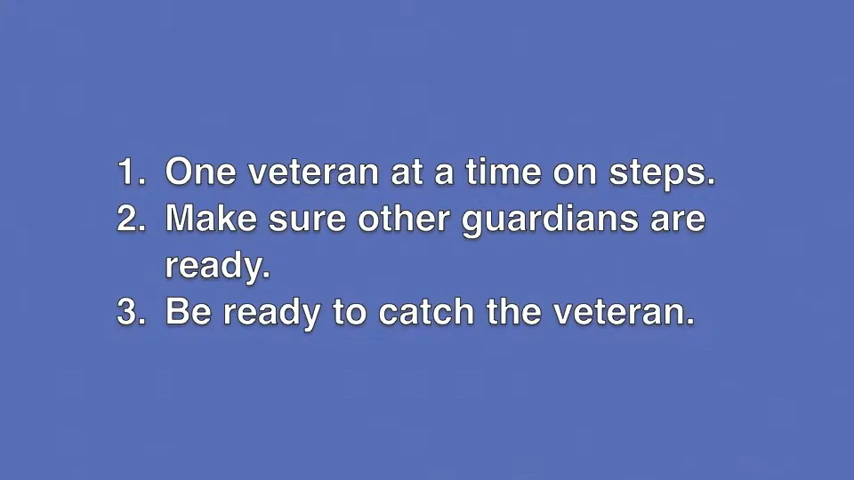 1. One veteran at a time on steps.
2. Make sure other guardians are
ready.
3. Be ready to catch the veteran.